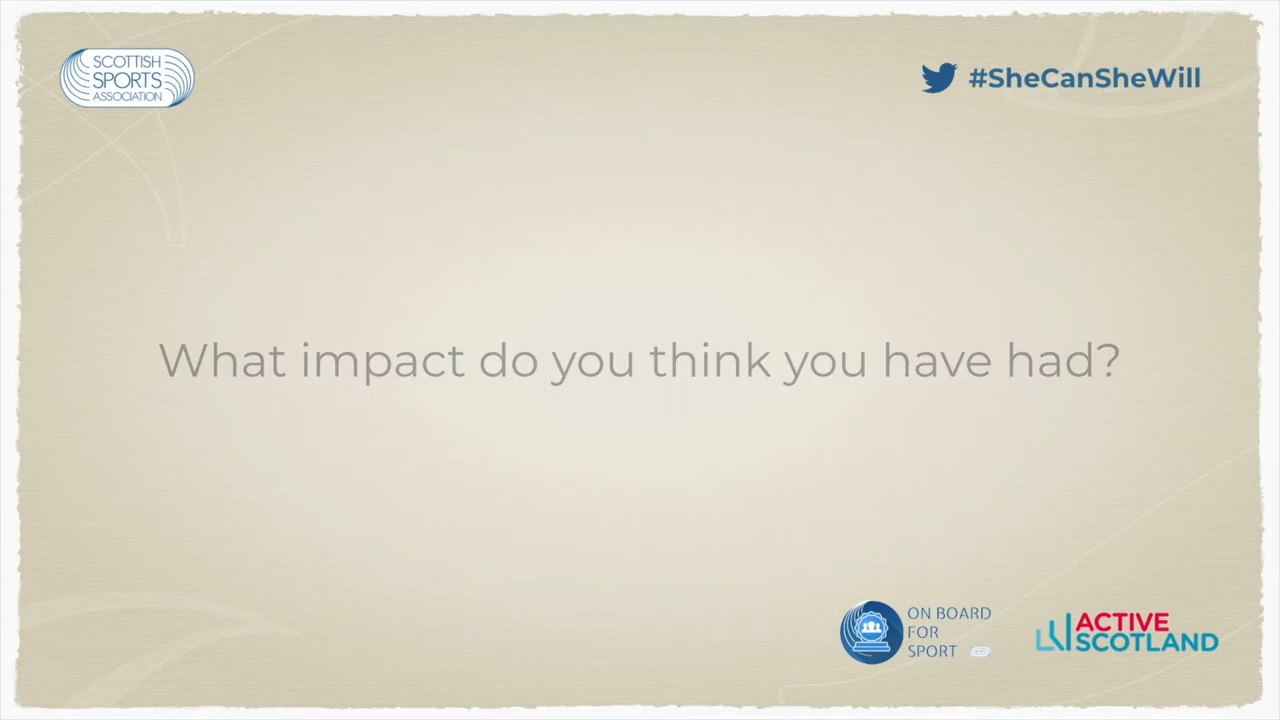 SCOTTISH
SPORTS
ASSOCIATION
#SheCanSheWill
What impact do you think you have had?
ON BOARD
FOR
SPORT
ACTIVE
SCOTLAND